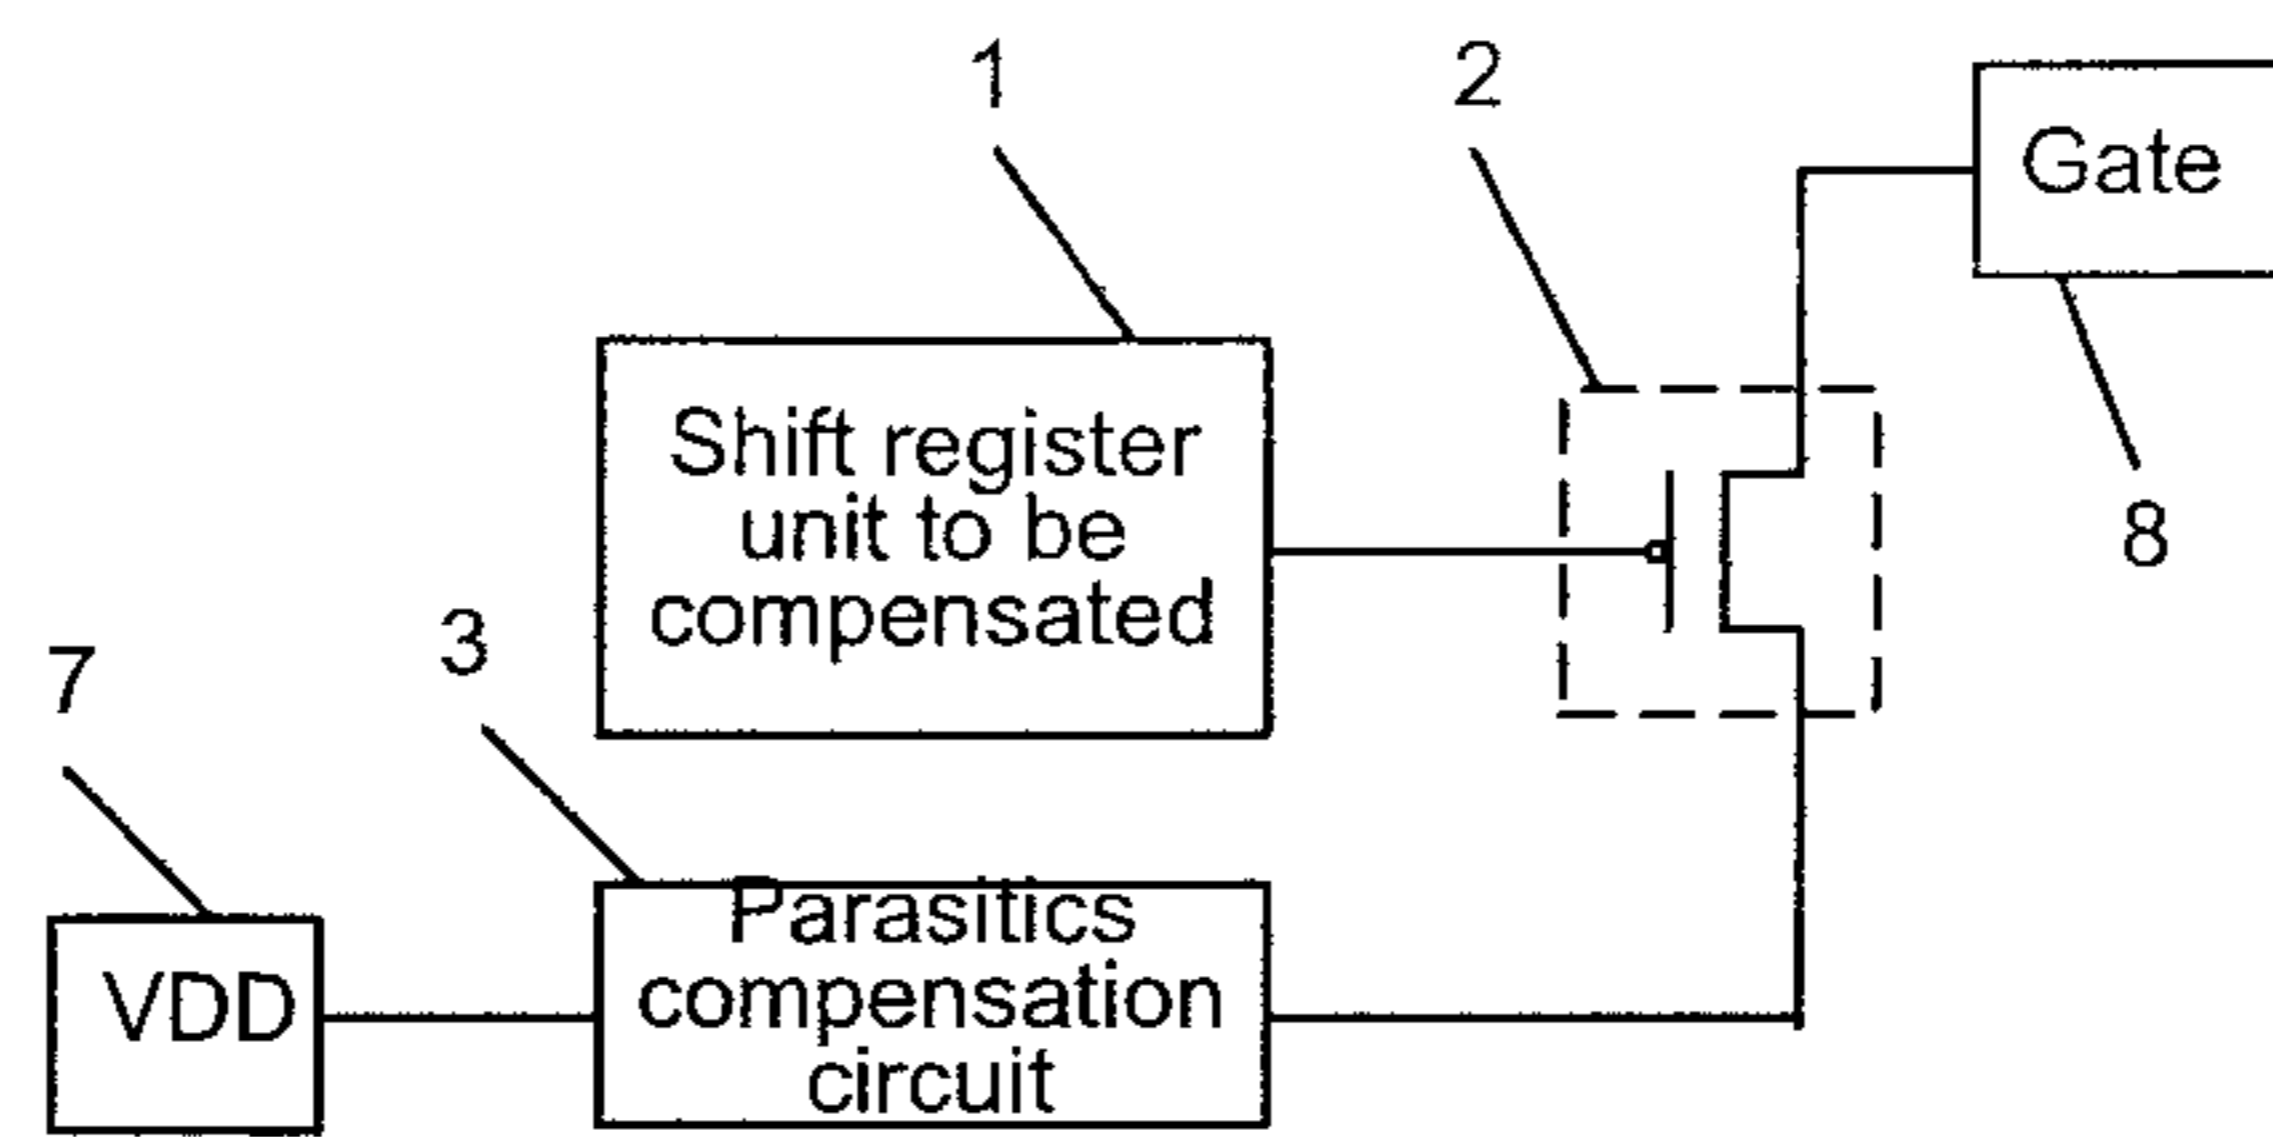 1
2
Gate
Shift register
unit to be
compensated
8
3
7
Parasitics
compensation
circuit
VDD